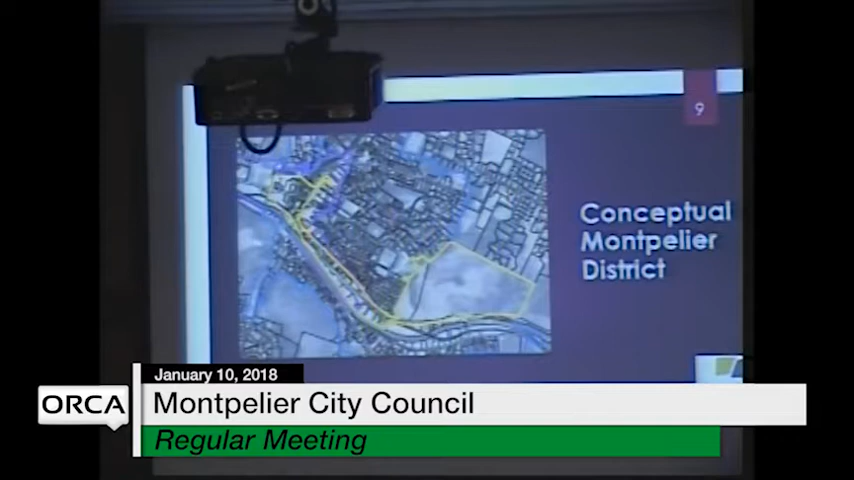 9
Conceptual
Montpelier
District
January 10, 2018
ORCA
Montpelier City Council
Regular Meeting